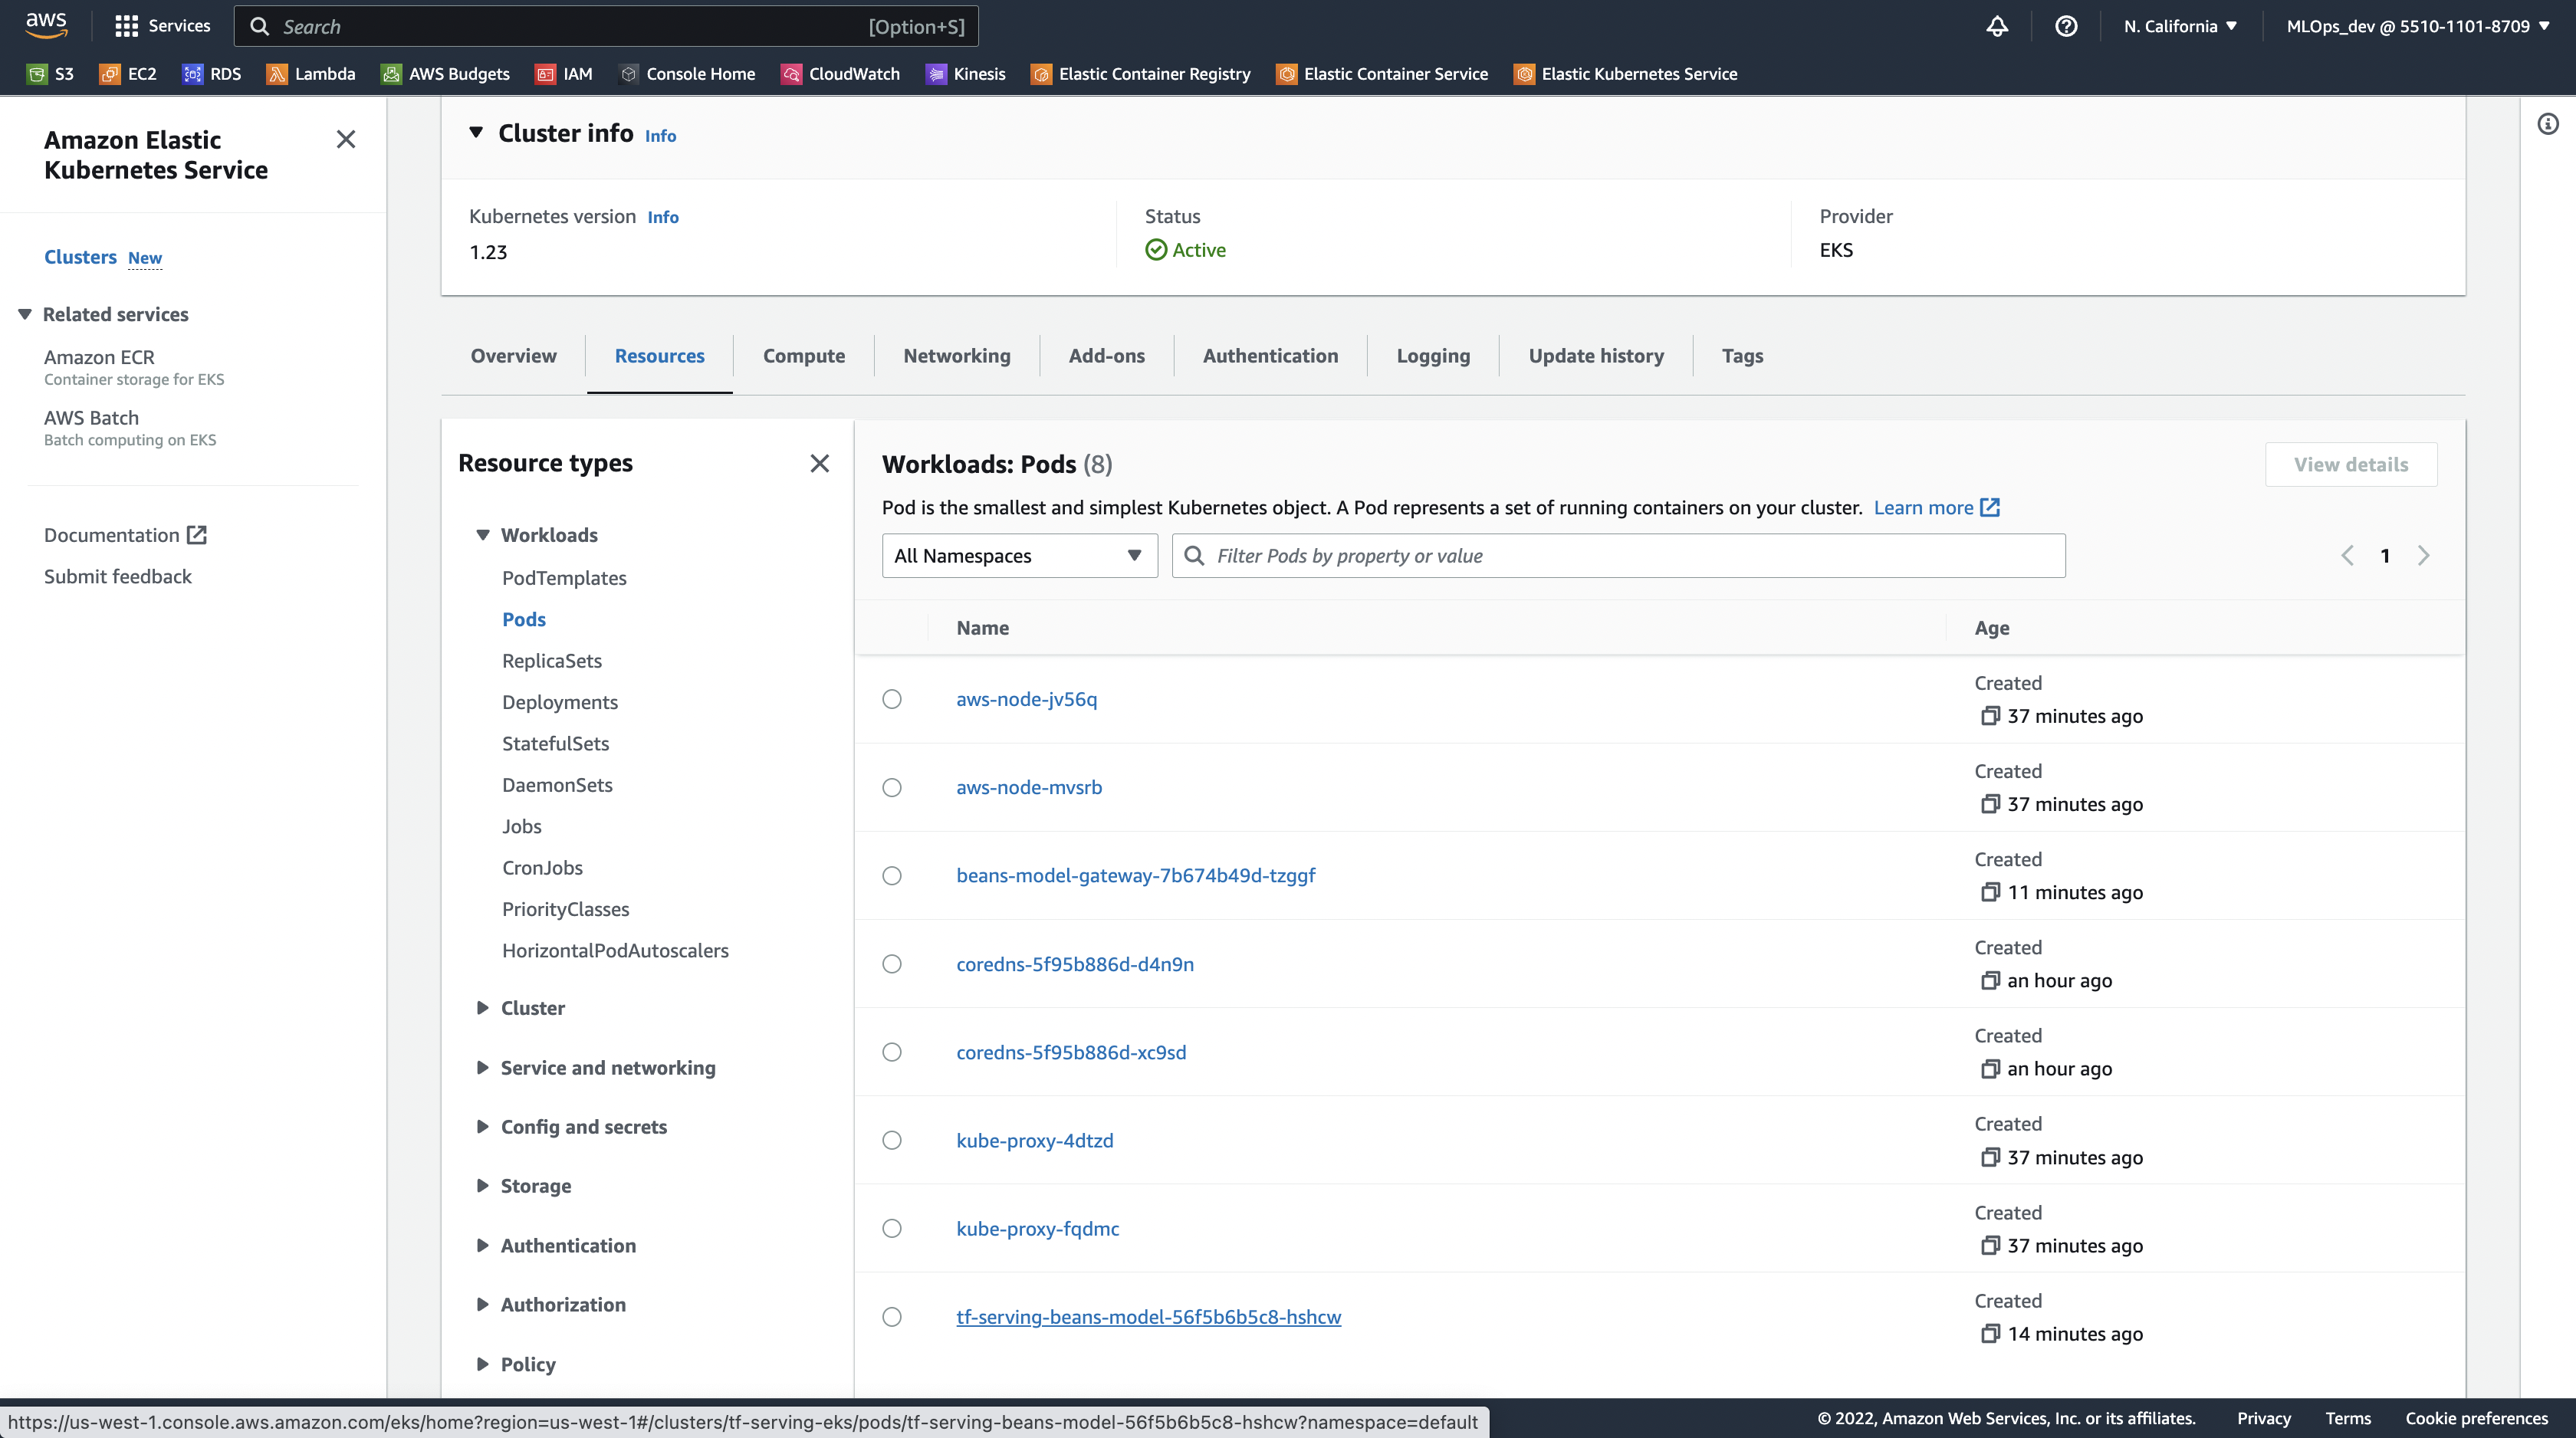 aws
Services
Search [Option+S]
N. California
MLOps_dev @ 5510-1101-8709
S3
EC2
RDS
Lambda
AWS Budgets
IAM
Console Home
CloudWatch
Kinesis
Elastic Container Registry
Elastic Container Service
Elastic Kubernetes Service
Amazon Elastic
Kubernetes Service
Clusters New
Related services
Amazon ECR
Container storage for EKS
AWS Batch
Batch computing on EKS
Documentation
Submit feedback
Cluster info Info
Kubernetes version Info
1.23
Status
Active
Provider
EKS
Overview
Resources
Compute
Networking
Add-ons
Authentication
Logging
Update history
Tags
Resource types
Workloads
PodTemplates
Pods
ReplicaSets
Deployments
StatefulSets
DaemonSets
Jobs
CronJobs
PriorityClasses
HorizontalPodAutoscalers
Cluster
Service and networking
Config and secrets
Storage
Authentication
Authorization
Policy
Workloads: Pods (8)
View details
Pod is the smallest and simplest Kubernetes object. A Pod represents a set of running containers on your cluster. Learn more
All Namespaces
Filter Pods by property or value
1
Name
Age
aws-node-jv56q
Created
37 minutes ago
aws-node-mvsrb
Created
37 minutes ago
beans-model-gateway-7b674b49d-tzggf
Created
11 minutes ago
coredns-5f95b886d-d4n9n
Created
an hour ago
coredns-5f95b886d-xc9sd
Created
an hour ago
kube-proxy-4dtzd
Created
37 minutes ago
kube-proxy-fqdmc
Created
37 minutes ago
tf-serving-beans-model-56f5b6b5c8-hshcw
Created
14 minutes ago
https://us-west-1.console.aws.amazon.com/eks/home?region=us-west-1#/clusters/tf-serving-eks/pods/tf-serving-beans-model-56f5b6b5c8-hshcw?namespace=default
© 2022, Amazon Web Services, Inc. or its affiliates.
Privacy
Terms
Cookie preferences